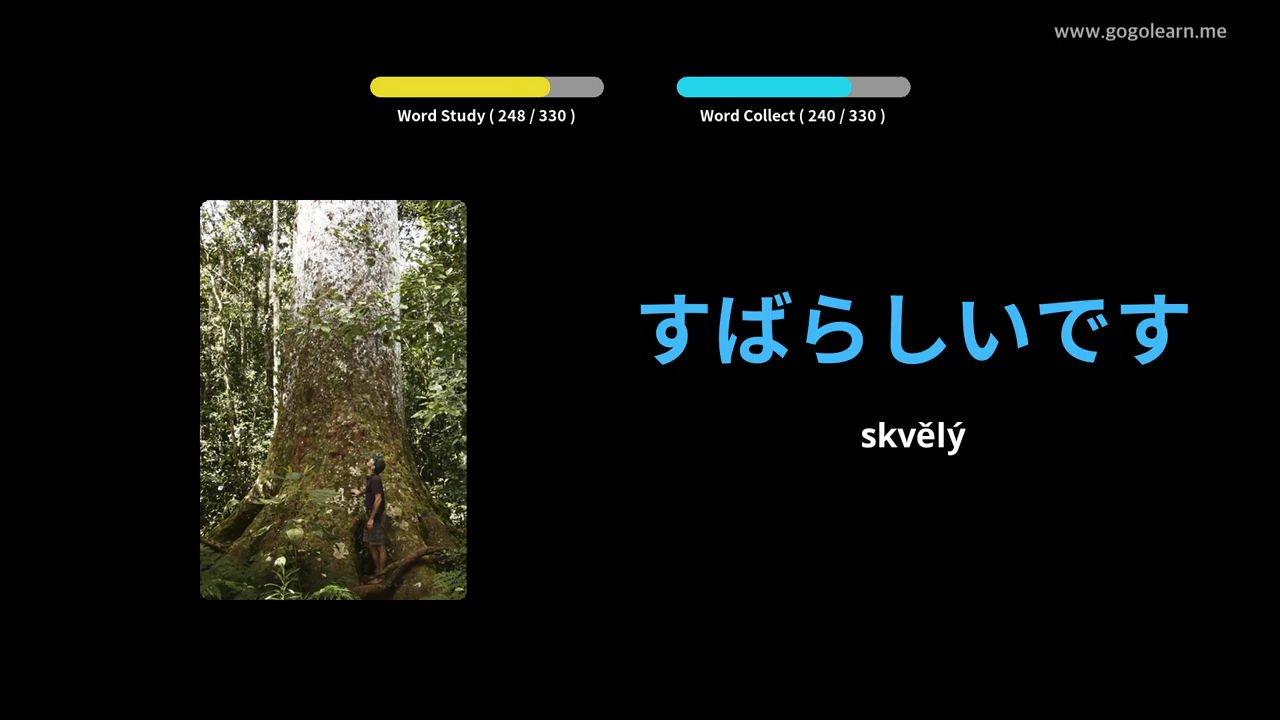 www.gogolearn.me
Word Study ( 248 / 330 )
Word Collect ( 240 / 330 )
すばらしいです
skvělý